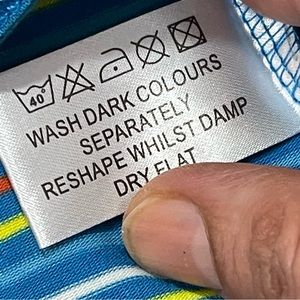 40°
WASH DARK COLOURS
SEPARATELY
RESHAPE WHILST DAMP
DRY FLAT